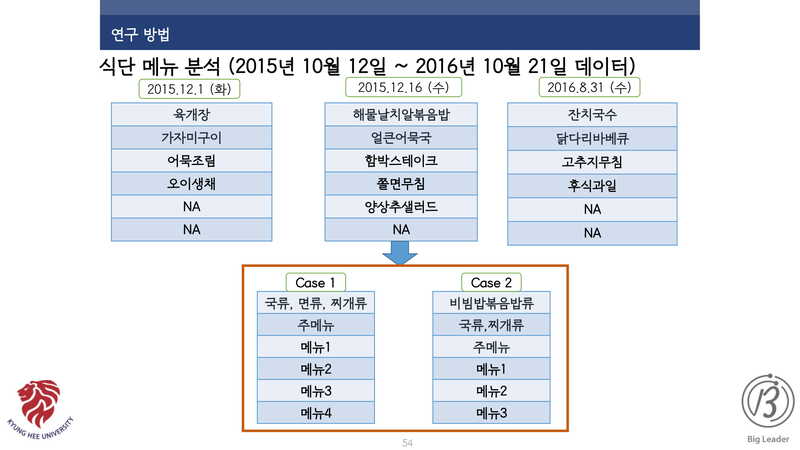 연구 방법
식단 메뉴 분석 (2015년 10월 12일 ~ 2016년 10월 21일 데이터)
2015.12.1 (화)
육개장
가자미구이
어묵조림
오이생채
NA
NA
2015.12.16 (수)
해물날치알볶음밥
얼큰어묵국
함박스테이크
쫄면무침
양상추샐러드
NA
2016.8.31 (수)
잔치국수
닭다리바베큐
고추지무침
후식과일
NA
NA
Case 1
국류, 면류, 찌개류
주메뉴
메뉴1
메뉴2
메뉴3
메뉴4
Case 2
비빔밥볶음밥류
국류,찌개류
주메뉴
메뉴1
메뉴2
메뉴3
KYUNG HEE UNIVERSITY
54
Big Leader